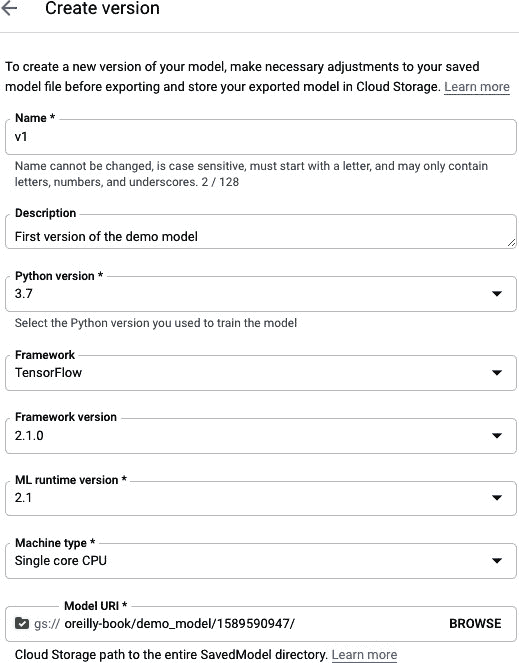 Create version
To create a new version of your model, make necessary adjustments to your saved
model file before exporting and store your exported model in Cloud Storage. Learn more
Name *
v1
Name cannot be changed, is case sensitive, must start with a letter, and may only contain
letters, numbers, and underscores. 2 / 128
Description
First version of the demo model
Python version *
3.7
Select the Python version you used to train the model
Framework
TensorFlow
Framework version
2.1.0
ML runtime version *
2.1
Machine type *
Single core CPU
Model URI *
gs:// oreilly-book/demo_model/1589590947/ BROWSE
Cloud Storage path to the entire SavedModel directory. Learn more